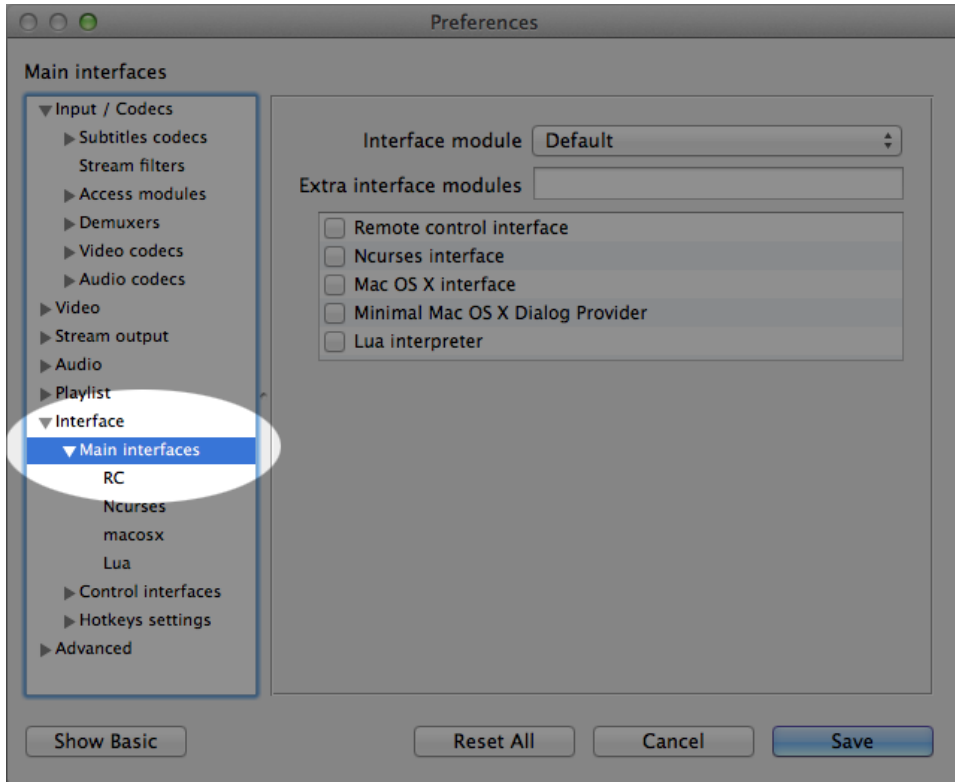 Preferences
Main interfaces
Input / Codecs
Subtitles codecs
Stream filters
Access modules
Demuxers
Video codecs
Audio codecs
Video
Stream output
Audio
Playlist
Interface
Main interfaces
RC
Ncurses
macosx
Lua
Control interfaces
Hotkeys settings
Advanced
Interface module Default
Extra interface modules
Remote control interface
Ncurses interface
Mac OS X interface
Minimal Mac OS X Dialog Provider
Lua interpreter
Show Basic Reset All Cancel Save